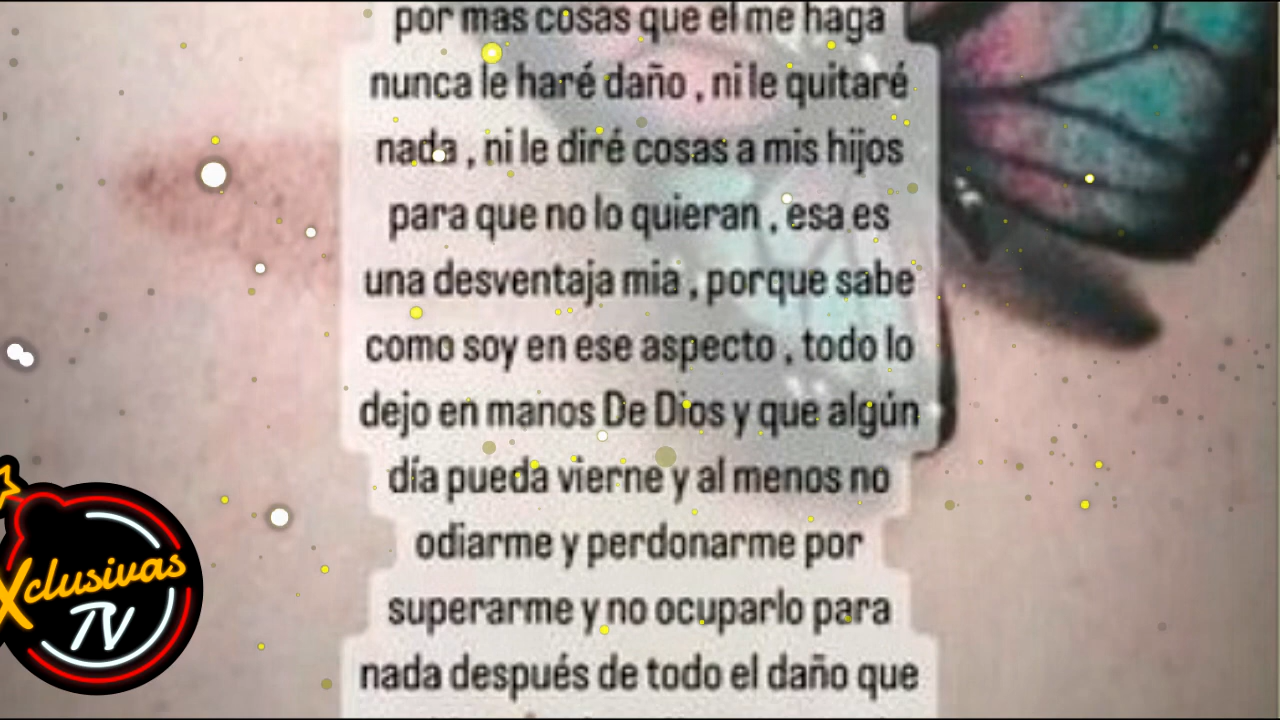 por mas cosas que el me haga
nunca le haré daño , ni le quitaré
nada , ni le diré cosas a mis hijos
para que no lo quieran , esa es
una desventaja mia , porque sabe
como soy en ese aspecto , todo lo
dejo en manos De Dios y que algún
día pueda vierne y al menos no
odiarme y perdonarme por
superarme y no ocuparlo para
nada después de todo el daño que
Xclusivas
TV